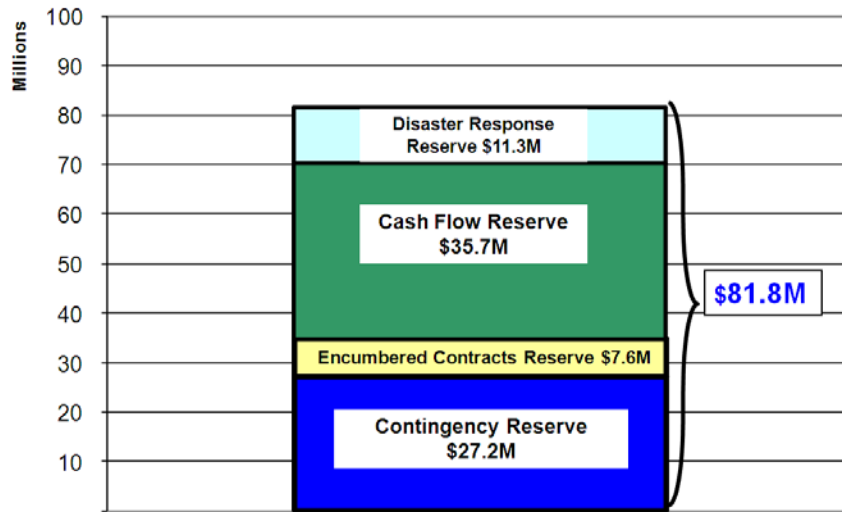 Millions
100
90
80
70
60
50
40
30
20
10
Disaster Response
Reserve $11.3M
Cash Flow Reserve
$35.7M
Encumbered Contracts Reserve $7.6M
Contingency Reserve
$27.2M
$81.8M